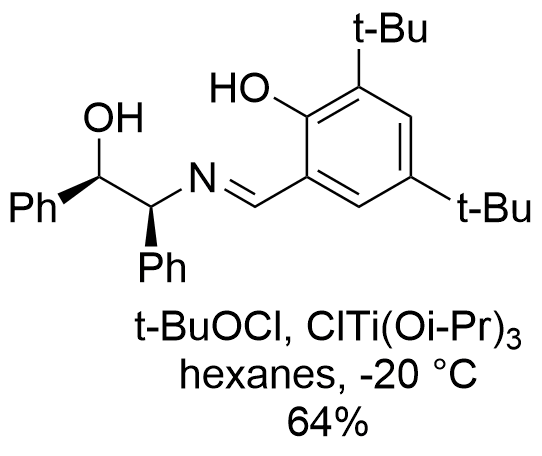 t-Bu
HO
OH
N
Ph
t-Bu
Ph
t-BuOCl, ClTi(Oi-Pr)3
hexanes, -20 °C
64%